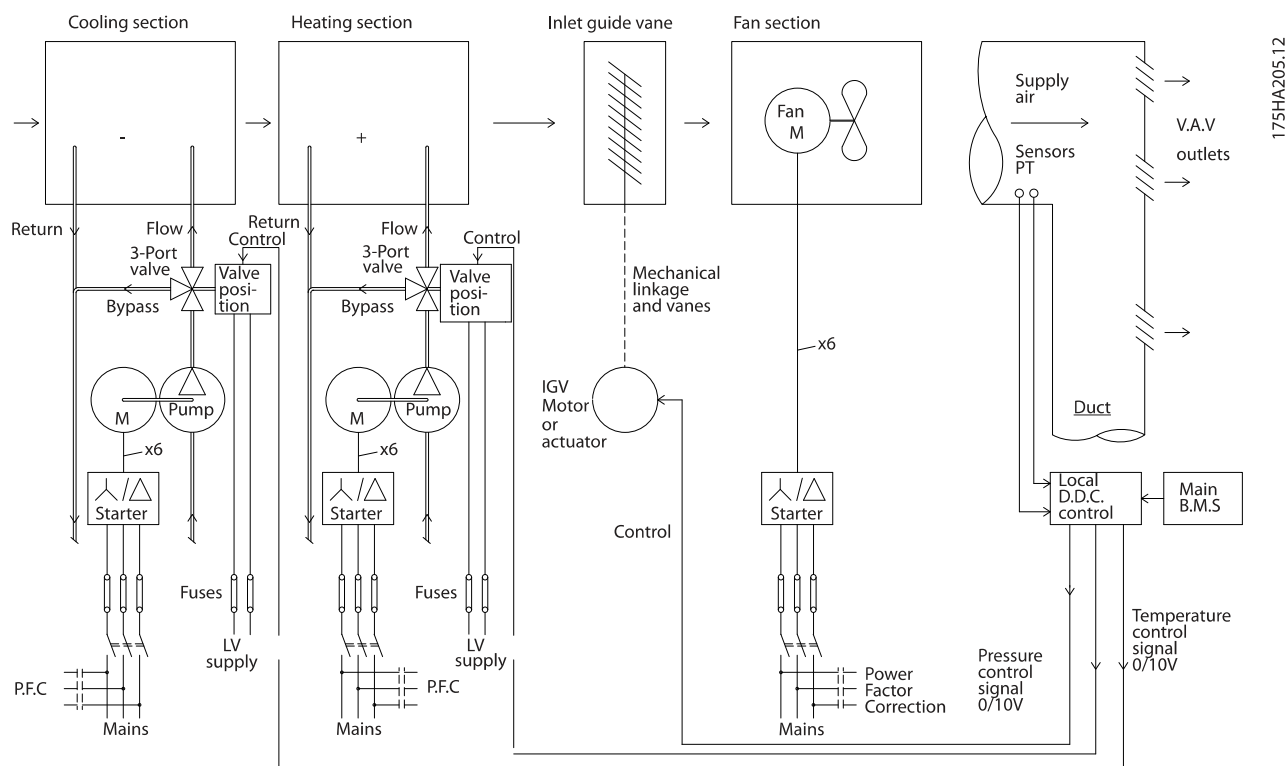 Cooling section
Heating section
Inlet guide vane
Fan section
175HA205.12
-
+
Fan
M
Supply
air
Sensors
PT
V.A.V
outlets
Return
Flow
Return
Control
Flow
Control
3-Port
valve
Valve
posi-
tion
Bypass
3-Port
valve
Valve
posi-
tion
Bypass
Mechanical
linkage
and vanes
x6
M
Pump
M
Pump
IGV
Motor
or
actuator
Duct
x6
x6
/
Starter
/
Starter
/
Starter
Local
D.D.C.
control
Main
B.M.S
Control
Fuses
Fuses
LV
supply
LV
supply
Temperature
control
signal
0/10V
Pressure
control
signal
0/10V
P.F.C
P.F.C
Power
Factor
Correction
Mains
Mains
Mains